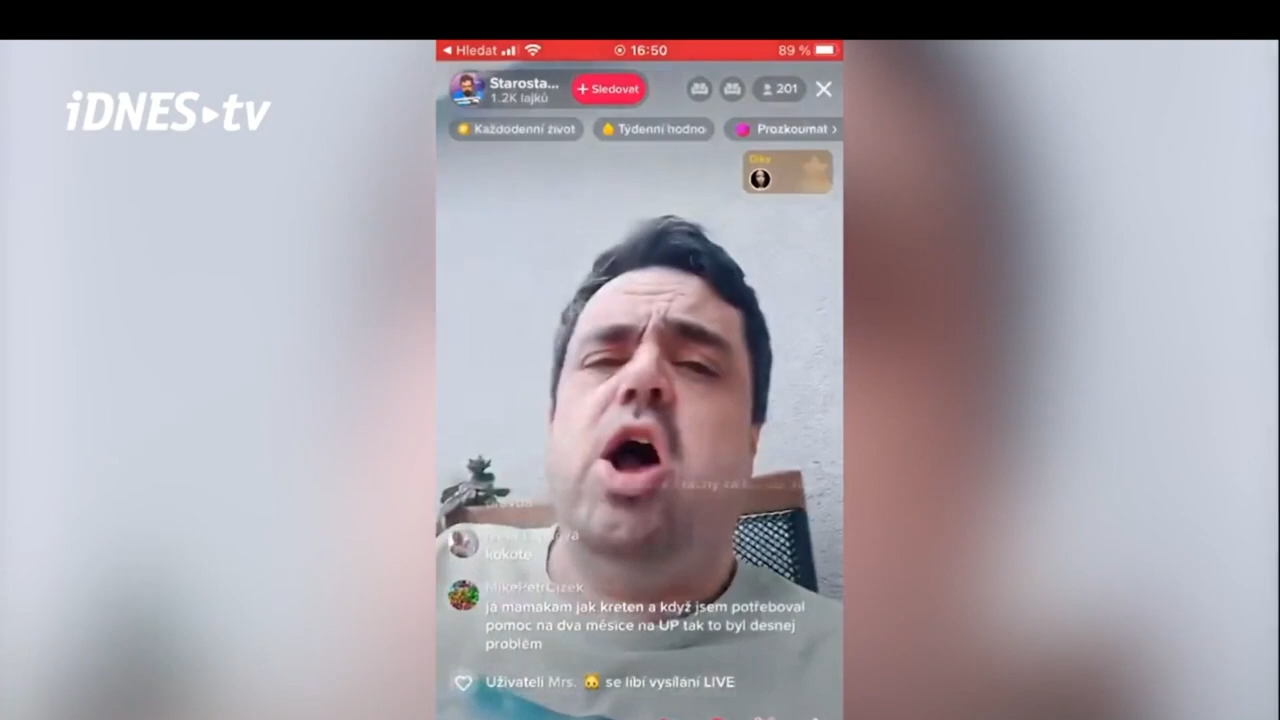 iDNES tv
Hledat 16:50 89 %
Starosta... + Sledovat 201
1.2K lajků
Každodenní život Týdenní hodno Prozkoumat
Díky
kokote
MikePetrCizek
ja mamakam jak kreten a když jsem potřeboval
pomoc na dva měsíce na UP tak to byl desnej
problém
Uživateli Mrs. se líbí vysílání LIVE